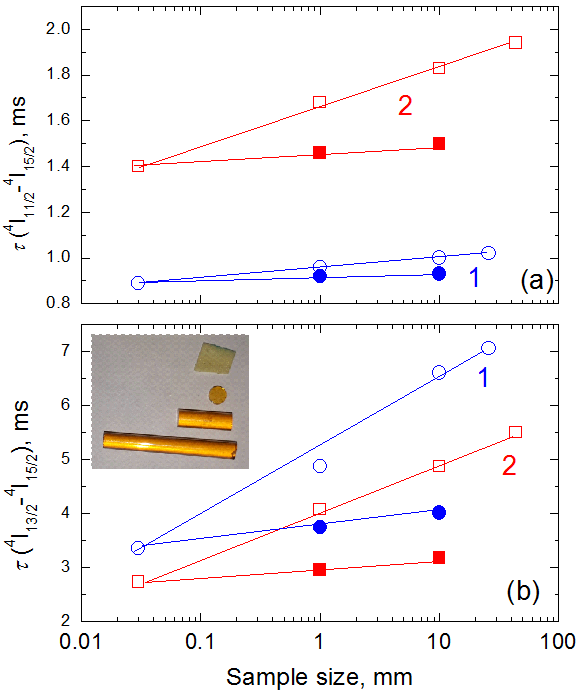 2.0
1.8
2
1.6
1.4
1.2
1.0
1
(a)
0.8
τ (⁴I₁₁/₂-⁴I₁₅/₂), ms
7
1
6
5
2
4
3
(b)
2
τ (⁴I₁₃/₂-⁴I₁₅/₂), ms
0.01 0.1 1 10 100
Sample size, mm